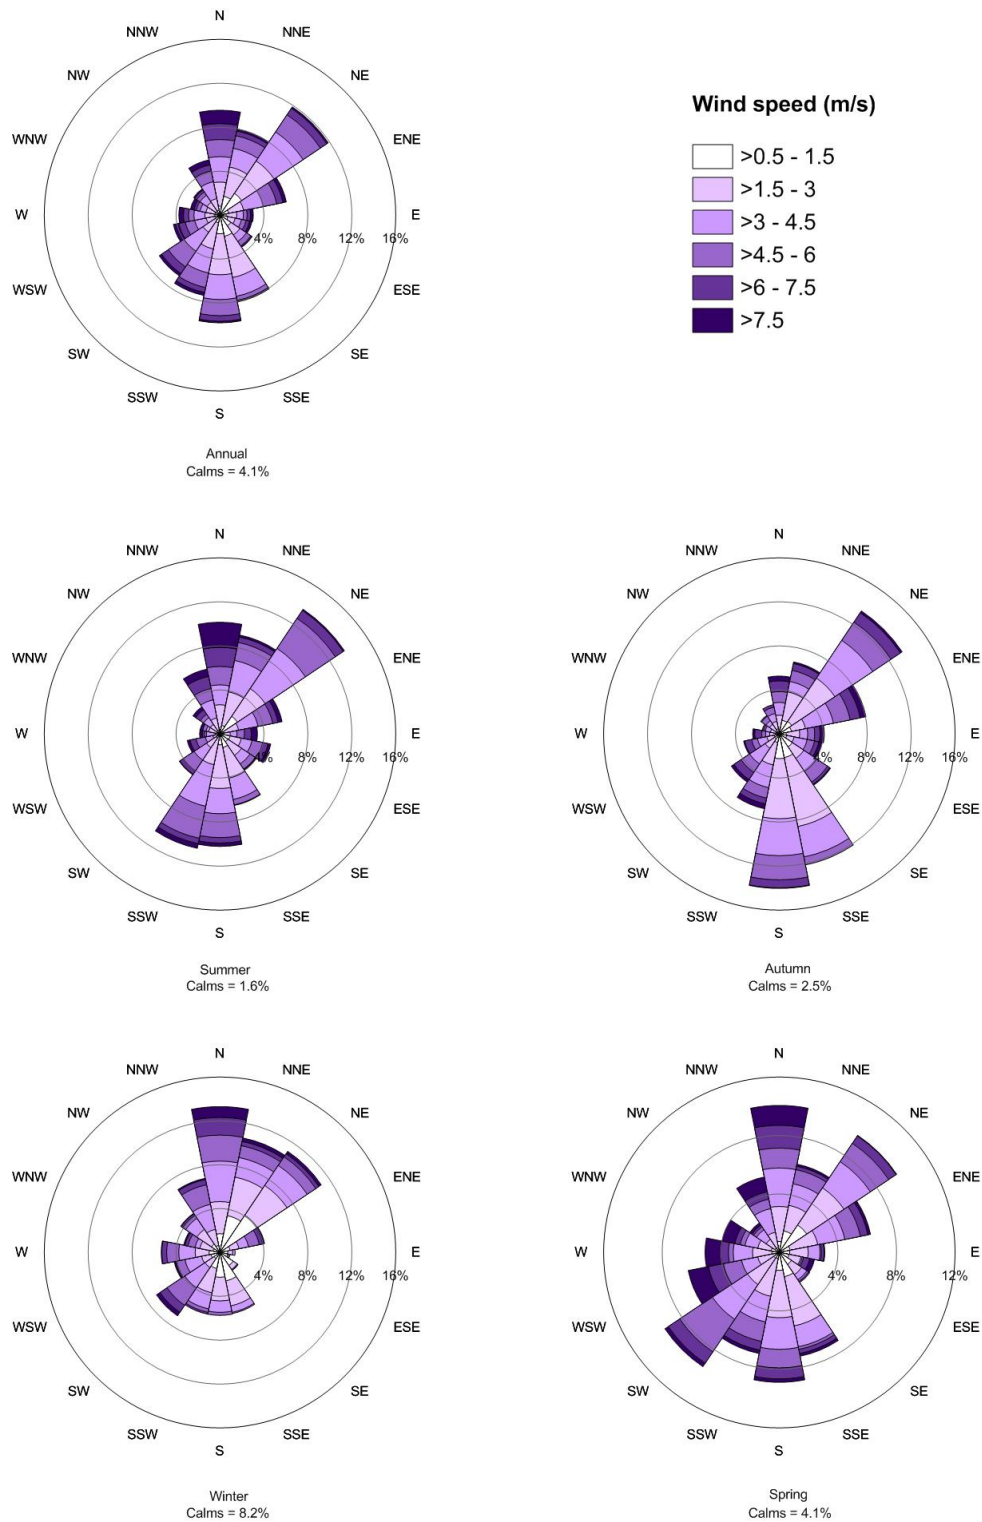 N
NNW
NNE
NW
NE
WNW
ENE
W
E
4%
8%
12%
16%
WSW
ESE
SW
SE
SSW
SSE
S
Annual
Calms = 4.1%
Wind speed (m/s)
>0.5 - 1.5
>1.5 - 3
>3 - 4.5
>4.5 - 6
>6 - 7.5
>7.5
N
NNW
NNE
NW
NE
WNW
ENE
W
E
4%
8%
12%
16%
WSW
ESE
SW
SE
SSW
SSE
S
Summer
Calms = 1.6%
N
NNW
NNE
NW
NE
WNW
ENE
W
E
4%
8%
12%
16%
WSW
ESE
SW
SE
SSW
SSE
S
Autumn
Calms = 2.5%
N
NNW
NNE
NW
NE
WNW
ENE
W
E
4%
8%
12%
16%
WSW
ESE
SW
SE
SSW
SSE
S
Winter
Calms = 8.2%
N
NNW
NNE
NW
NE
WNW
ENE
W
E
4%
8%
12%
WSW
ESE
SW
SE
SSW
SSE
S
Spring
Calms = 4.1%